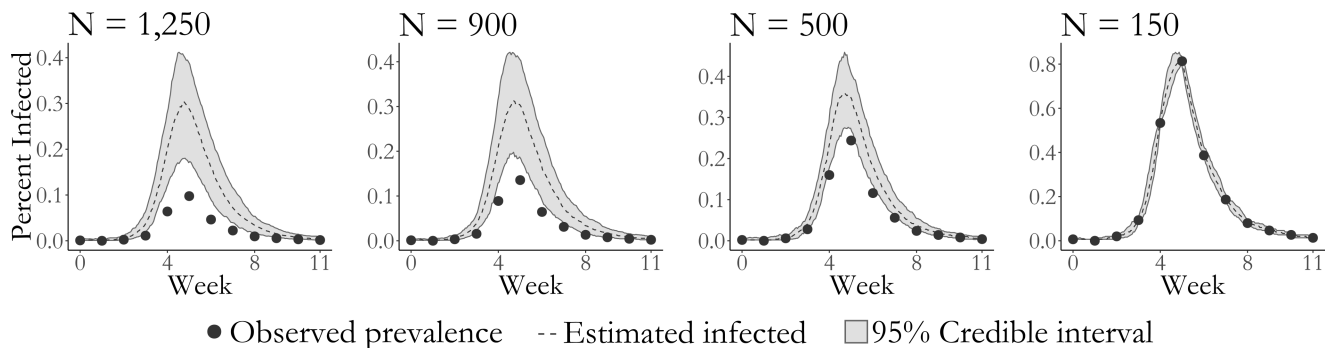 N = 1,250
N = 900
N = 500
N = 150
Percent Infected
0.4
0.3
0.2
0.1
0.0
0 4 8 11
Week
0.4
0.3
0.2
0.1
0.0
0 4 8 11
Week
0.4
0.3
0.2
0.1
0.0
0 4 8 11
Week
0.8
0.6
0.4
0.2
0.0
0 4 8 11
Week
Observed prevalence
Estimated infected
95% Credible interval